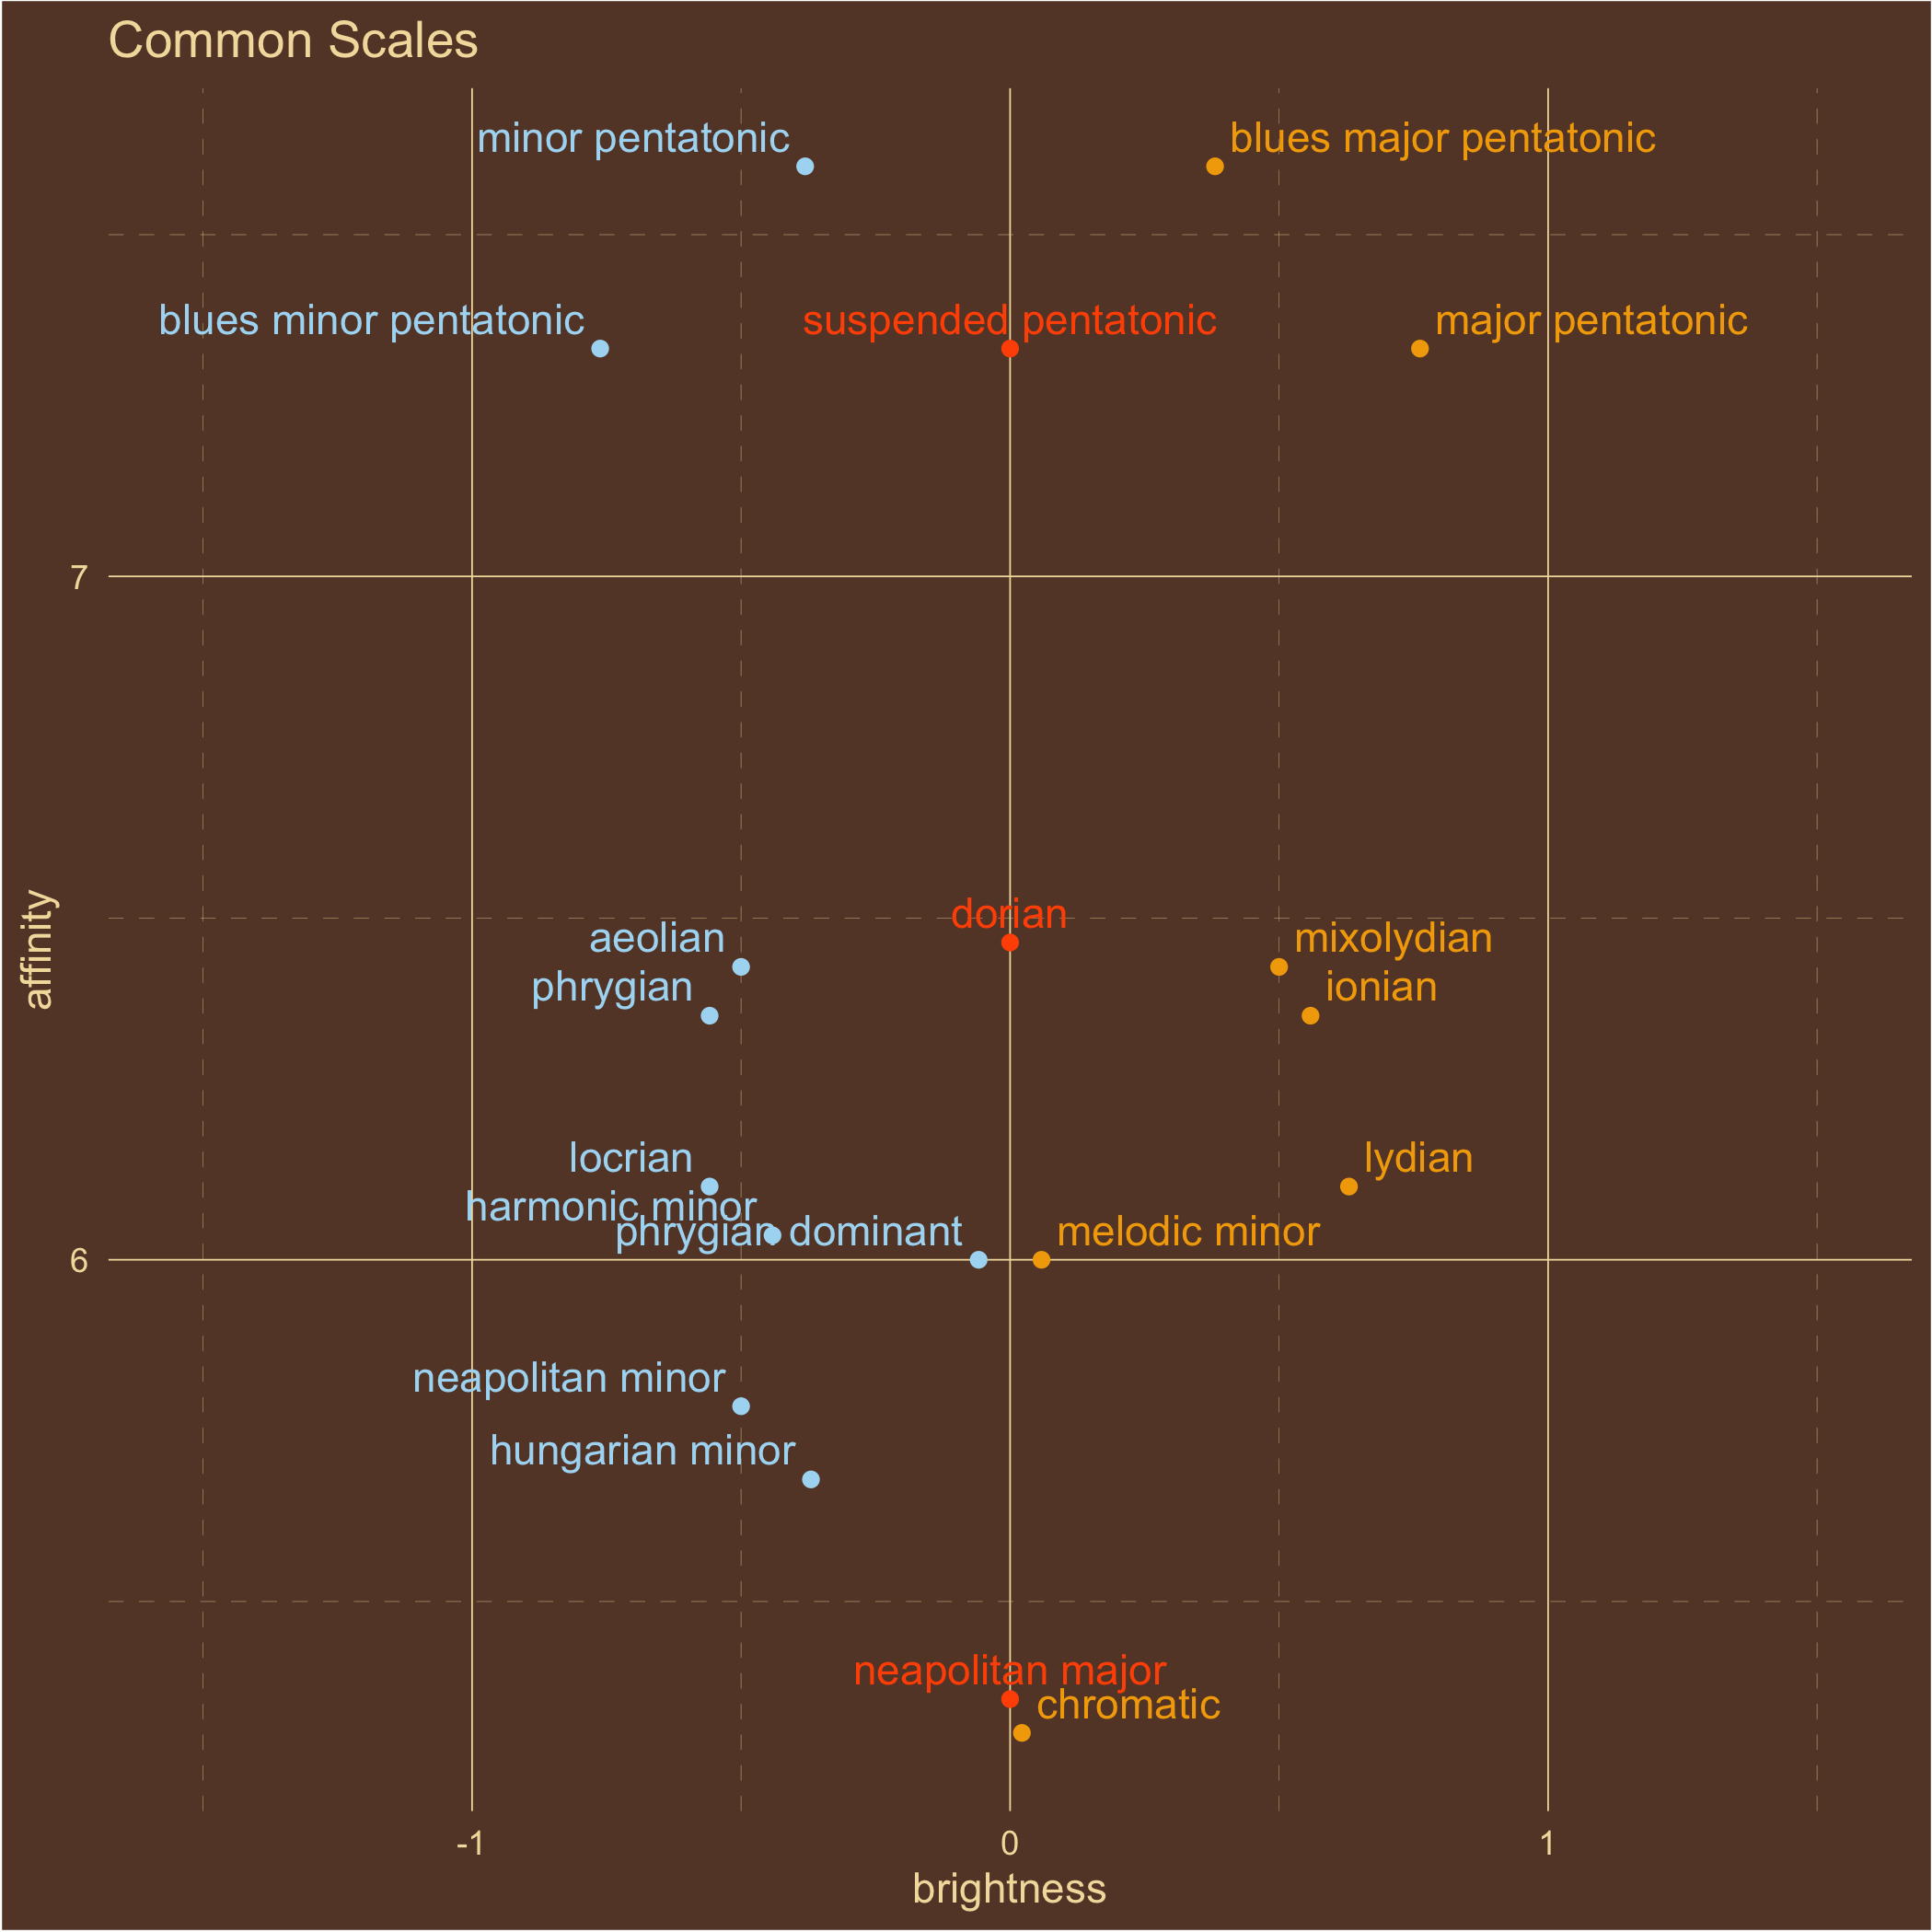 Common Scales
minor pentatonic
blues major pentatonic
blues minor pentatonic
suspended pentatonic
major pentatonic
7
dorian
aeolian
mixolydian
affinity
phrygian
ionian
locrian
lydian
harmonic minor
phrygian dominant
melodic minor
6
neapolitan minor
hungarian minor
neapolitan major
chromatic
-1
0
1
brightness